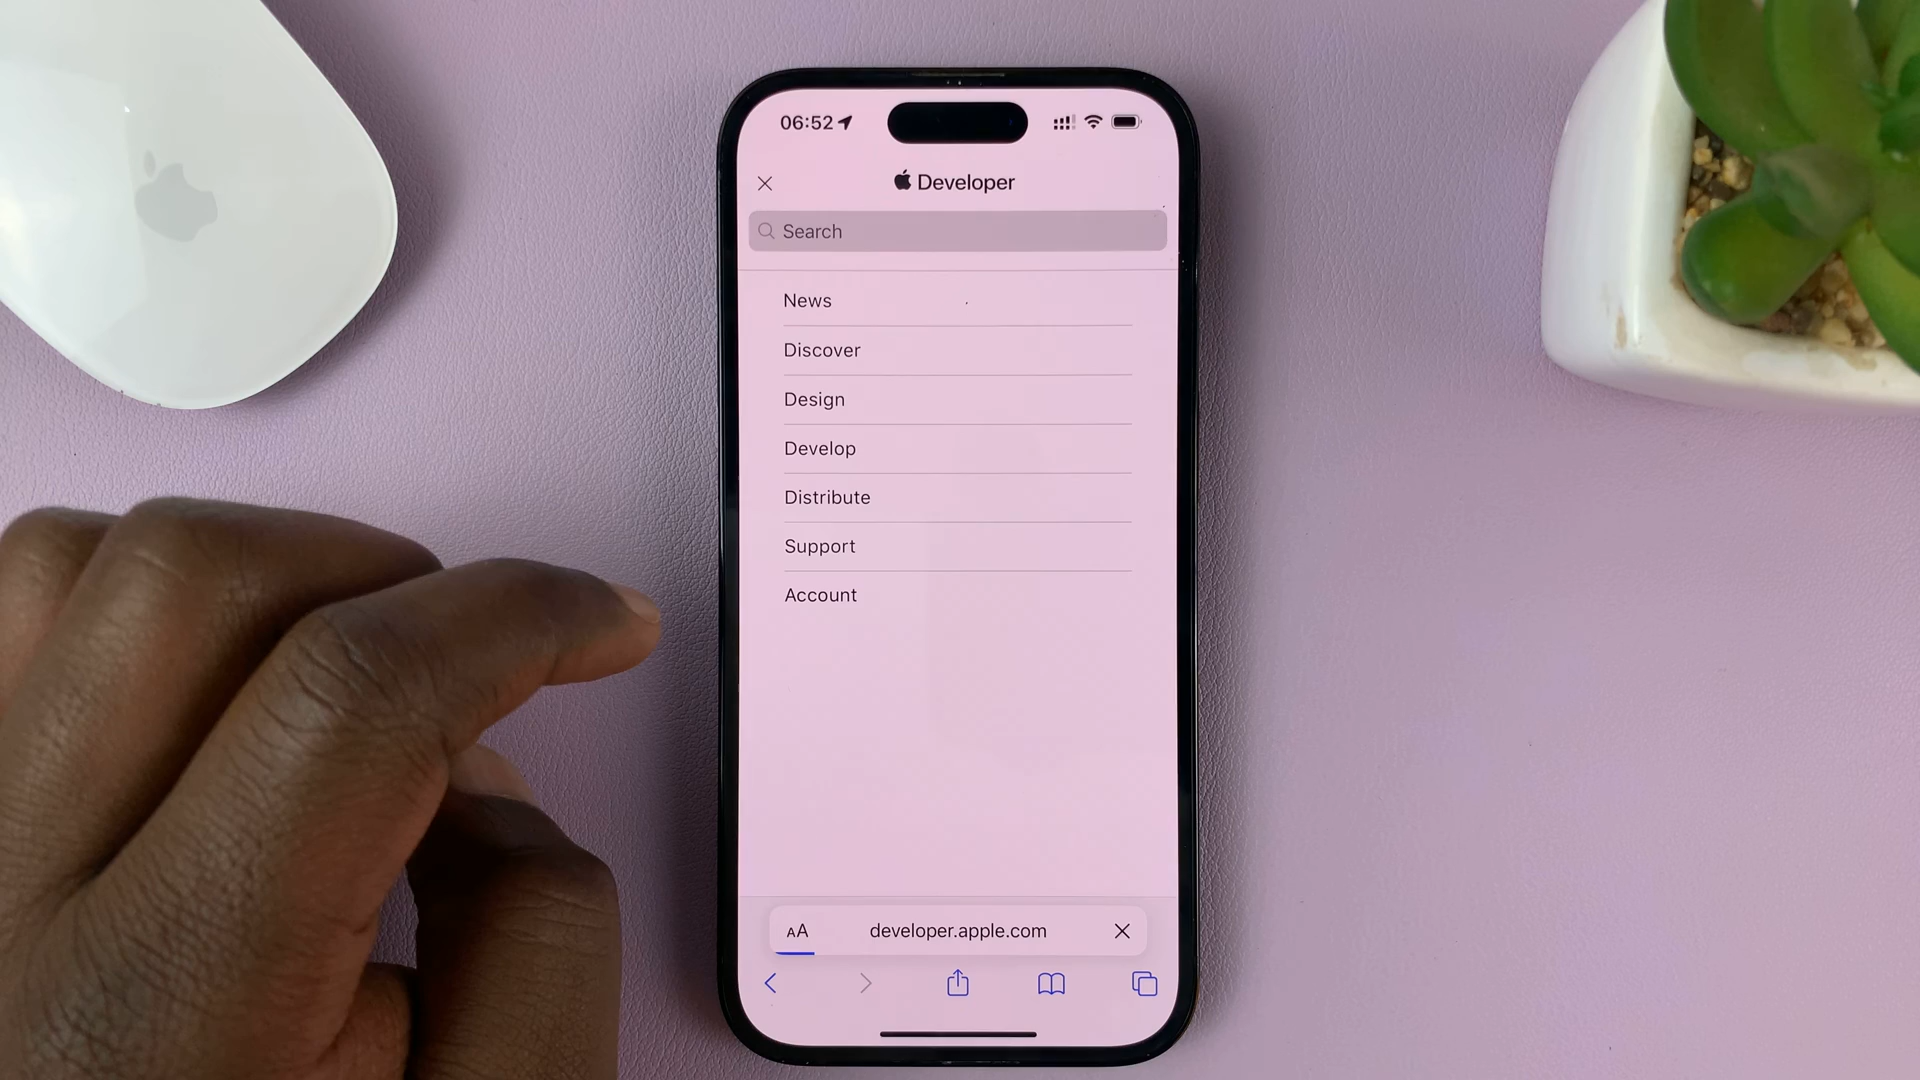 06:52
Developer
Search
News
Discover
Design
Develop
Distribute
Support
Account
AA developer.apple.com